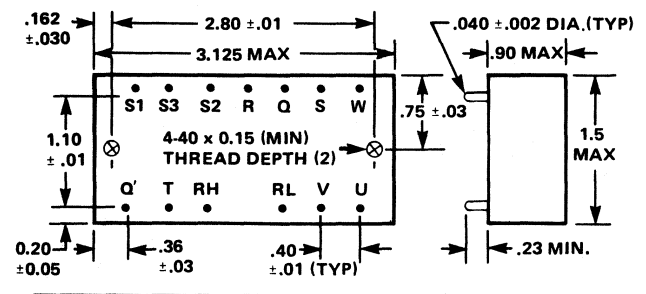 .162
±.030
2.80 ±.01
3.125 MAX
.040 ±.002 DIA.(TYP)
.90 MAX
S1 S3 S2 R Q S W
.75 ±.03
1.10
± .01
4-40 x 0.15 (MIN)
THREAD DEPTH (2)
1.5
MAX
Q' T RH RL V U
0.20
±0.05
.36
± .03
.40
±.01 (TYP)
.23 MIN.